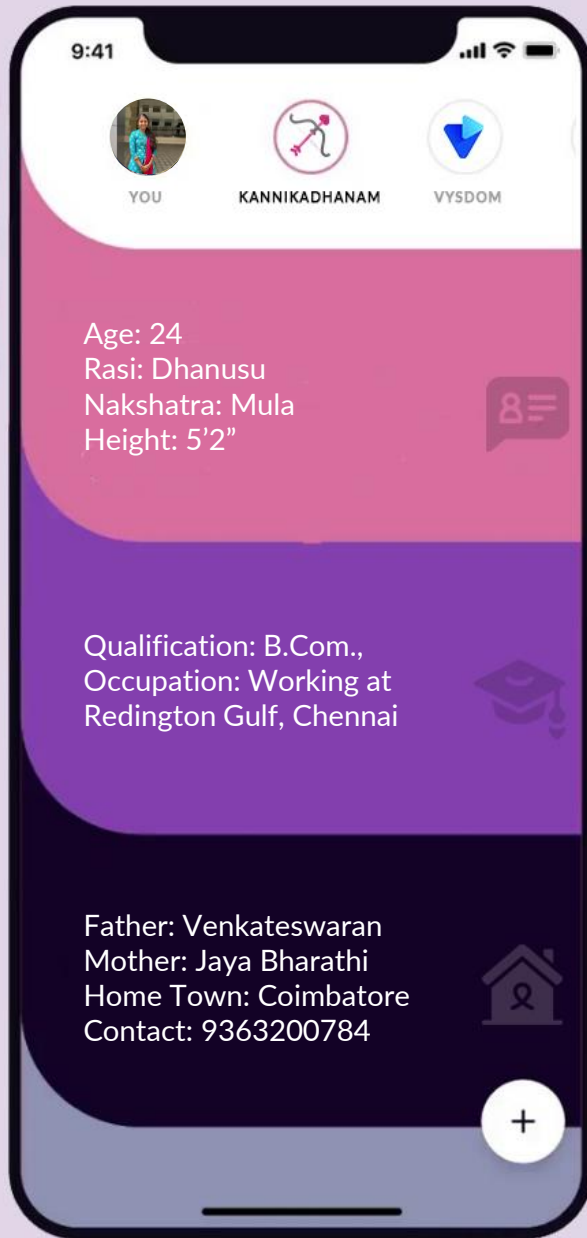 9:41
YOU
KANNIKADHANAM
VYSDOM
Age: 24
Rasi: Dhanusu
Nakshatra: Mula
Height: 5’2”
Qualification: B.Com.,
Occupation: Working at
Redington Gulf, Chennai
Father: Venkateswaran
Mother: Jaya Bharathi
Home Town: Coimbatore
Contact: 9363200784
+